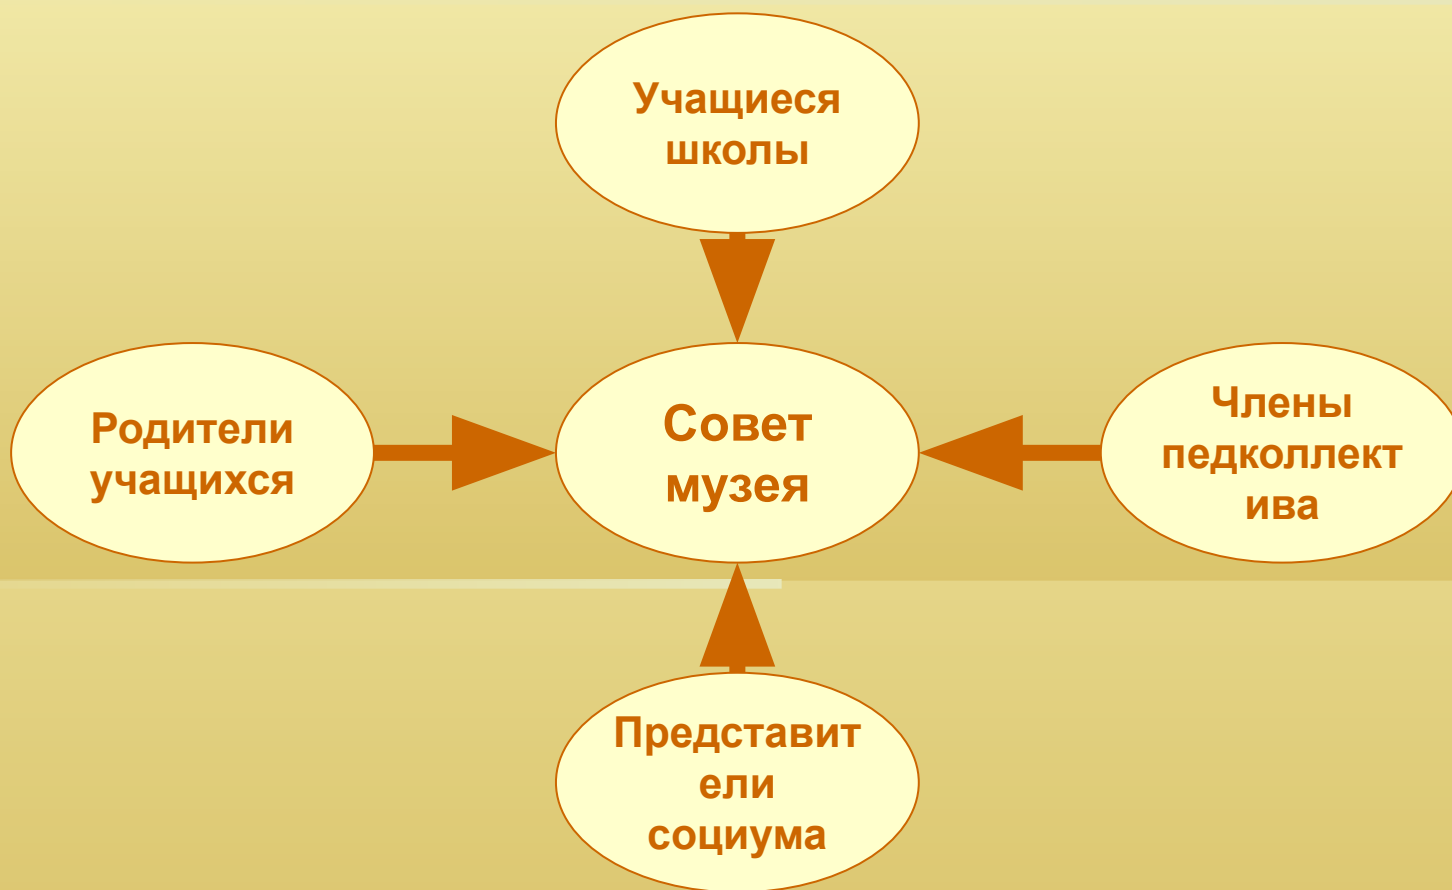 Учащиеся
школы
Родители
учащихся
Совет
музея
Члены
педколлект
ива
Представит
ели
социума